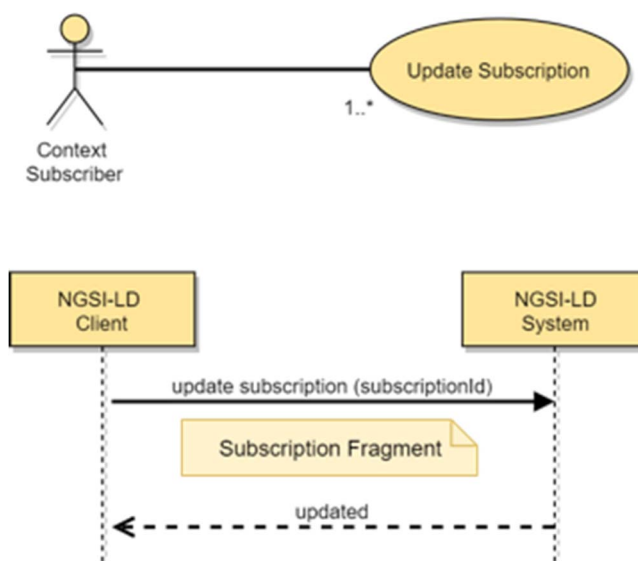 Update Subscription
1..*
Context
Subscriber
NGSI-LD
Client
NGSI-LD
System
update subscription (subscriptionId)
Subscription Fragment
updated